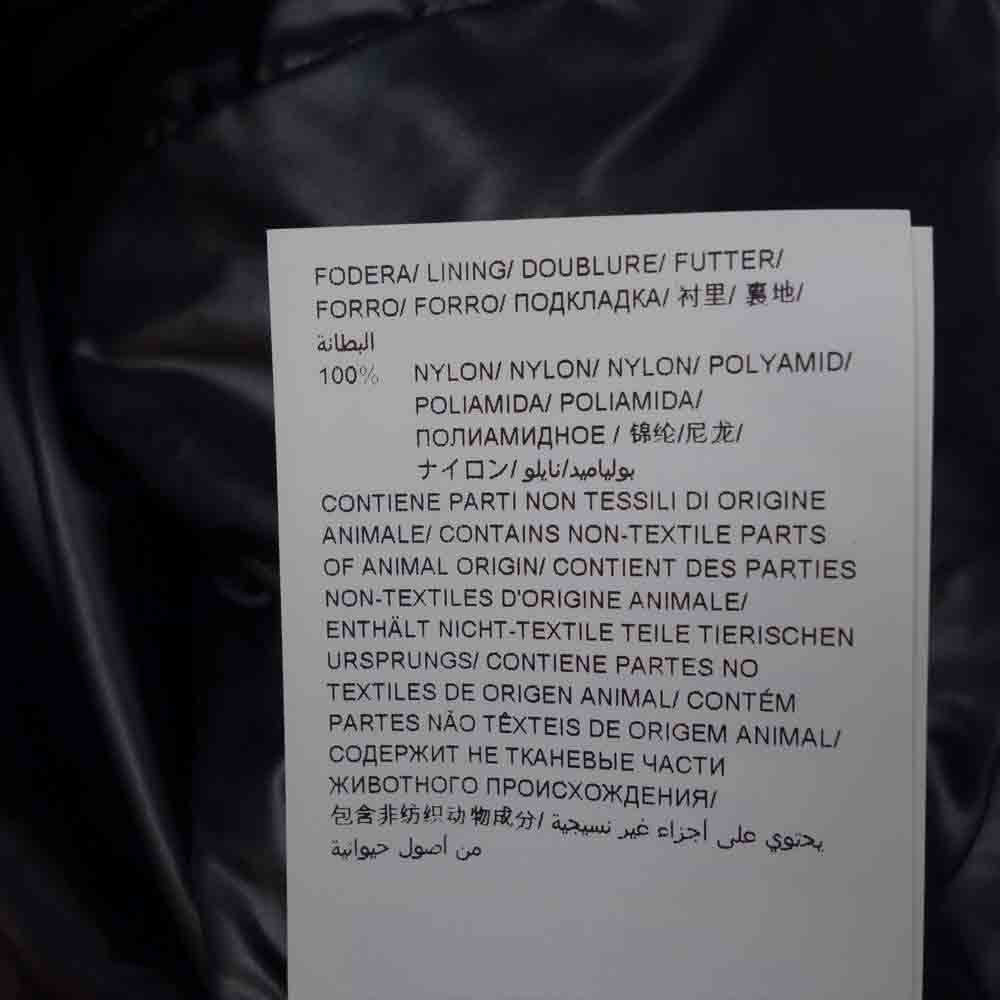 FODERA/ LINING/ DOUBLURE/ FUTTER/
FORRO/ FORRO/ ПОДКЛАДКА/ 衬里/ 裏地/
البطانة
100% NYLON/ NYLON/ NYLON/ POLYAMID/
POLIAMIDA/ POLIAMIDA/
ПОЛИАМИДНОЕ / 锦纶/尼龙/
ナイロン/ بولياميد/نايلو
CONTIENE PARTI NON TESSILI DI ORIGINE
ANIMALE/ CONTAINS NON-TEXTILE PARTS
OF ANIMAL ORIGIN/ CONTIENT DES PARTIES
NON-TEXTILES D'ORIGINE ANIMALE/
ENTHÄLT NICHT-TEXTILE TEILE TIERISCHEN
URSPRUNGS/ CONTIENE PARTES NO
TEXTILES DE ORIGEN ANIMAL/ CONTÉM
PARTES NÃO TÊXTEIS DE ORIGEM ANIMAL/
СОДЕРЖИТ НЕ ТКАНЕВЫЕ ЧАСТИ
ЖИВОТНОГО ПРОИСХОЖДЕНИЯ/
包含非纺织动物成分/ يحتوي على أجزاء غير نسيجية
من أصول حيوانية